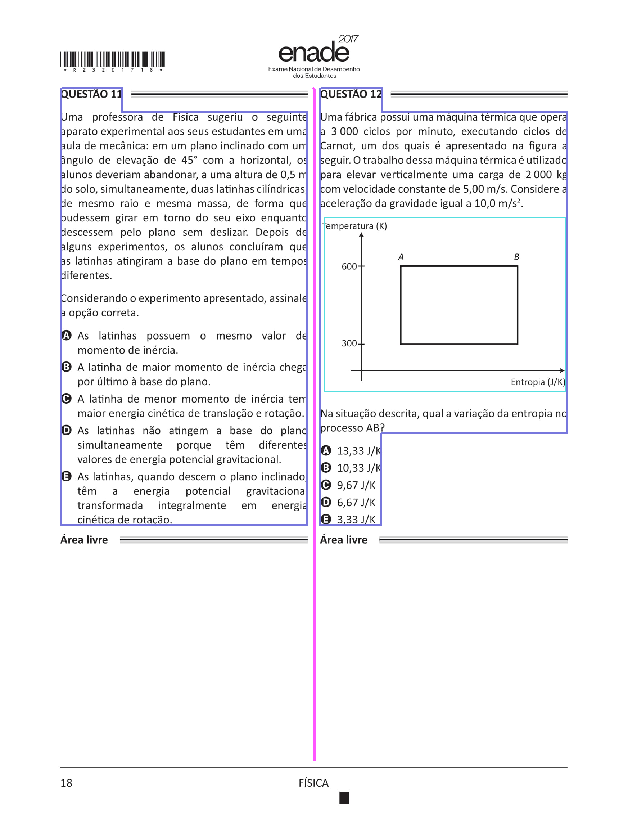 *R2320171B*
enade 2017
Exame Nacional de Desempenho
dos Estudantes
QUESTÃO 11
Uma professora de Física sugeriu o seguinte
aparato experimental aos seus estudantes em uma
aula de mecânica: em um plano inclinado com um
ângulo de elevação de 45° com a horizontal, os
alunos deveriam abandonar, a uma altura de 0,5 m
do solo, simultaneamente, duas latinhas cilíndricas,
de mesmo raio e mesma massa, de forma que
pudessem girar em torno do seu eixo enquanto
descessem pelo plano sem deslizar. Depois de
alguns experimentos, os alunos concluíram que
as latinhas atingiram a base do plano em tempos
diferentes.
Considerando o experimento apresentado, assinale
a opção correta.
A As latinhas possuem o mesmo valor de
momento de inércia.
B A latinha de maior momento de inércia chega
por último à base do plano.
C A latinha de menor momento de inércia tem
maior energia cinética de translação e rotação.
D As latinhas não atingem a base do plano
simultaneamente porque têm diferentes
valores de energia potencial gravitacional.
E As latinhas, quando descem o plano inclinado,
têm a energia potencial gravitacional
transformada integralmente em energia
cinética de rotação.
Área livre
QUESTÃO 12
Uma fábrica possui uma máquina térmica que opera
a 3 000 ciclos por minuto, executando ciclos de
Carnot, um dos quais é apresentado na figura a
seguir. O trabalho dessa máquina térmica é utilizado
para elevar verticalmente uma carga de 2 000 kg
com velocidade constante de 5,00 m/s. Considere a
aceleração da gravidade igual a 10,0 m/s².
Temperatura (K)
A B
600
300
Entropia (J/K)
Na situação descrita, qual a variação da entropia no
processo AB?
A 13,33 J/K
B 10,33 J/K
C 9,67 J/K
D 6,67 J/K
E 3,33 J/K
Área livre
18
FÍSICA